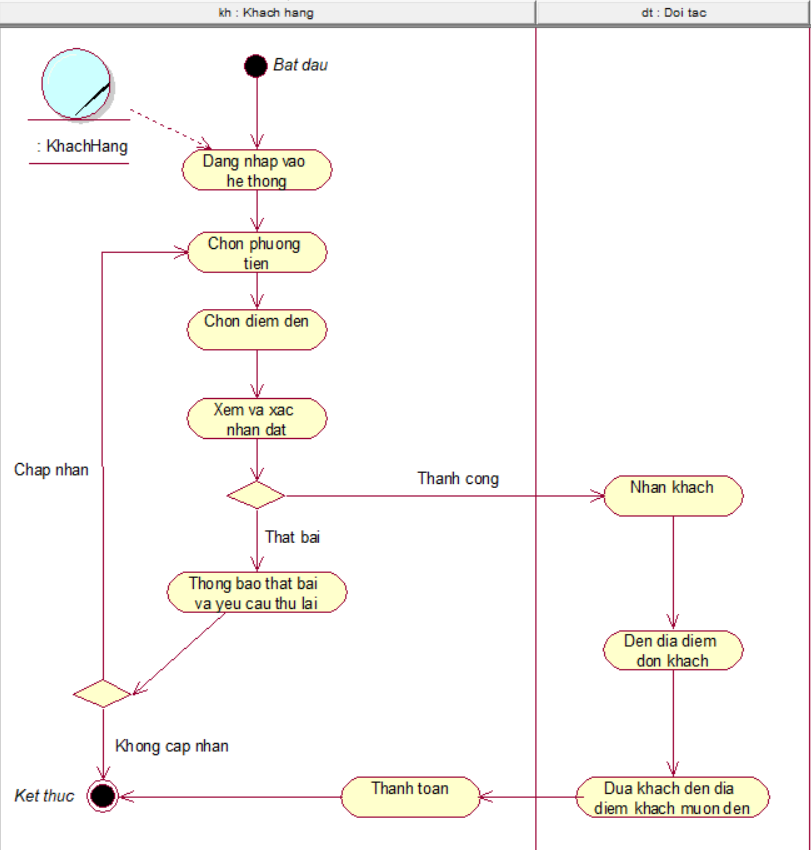 kh : Khach hang
dt : Doi tac
Bat dau
: KhachHang
Dang nhap vao
he thong
Chon phuong
tien
Chon diem den
Xem va xac
nhan dat
Chap nhan
Thanh cong
Nhan khach
That bai
Thong bao that bai
va yeu cau thu lai
Den dia diem
don khach
Khong cap nhan
Ket thuc
Thanh toan
Dua khach den dia
diem khach muon den